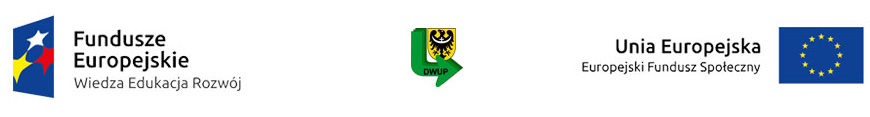 Fundusze
Europejskie
Wiedza Edukacja Rozwój
DWUP
Unia Europejska
Europejski Fundusz Społeczny